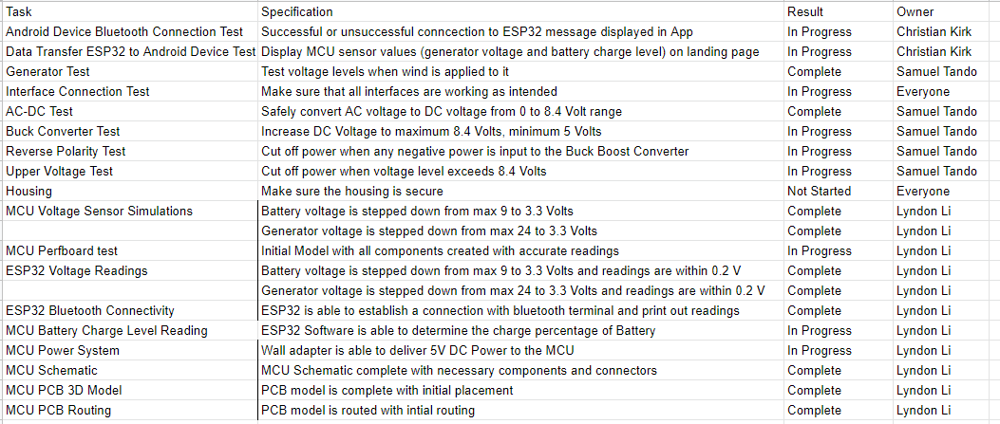 Task Specification Result Owner
Android Device Bluetooth Connection Test Successful or unsuccessful conncection to ESP32 message displayed in App In Progress Christian Kirk
Data Transfer ESP32 to Android Device Test Display MCU sensor values (generator voltage and battery charge level) on landing page In Progress Christian Kirk
Generator Test Test voltage levels when wind is applied to it Complete Samuel Tando
Interface Connection Test Make sure that all interfaces are working as intended In Progress Everyone
AC-DC Test Safely convert AC voltage to DC voltage from 0 to 8.4 Volt range Complete Samuel Tando
Buck Converter Test Increase DC Voltage to maximum 8.4 Volts, minimum 5 Volts In Progress Samuel Tando
Reverse Polarity Test Cut off power when any negative power is input to the Buck Boost Converter In Progress Samuel Tando
Upper Voltage Test Cut off power when voltage level exceeds 8.4 Volts In Progress Samuel Tando
Housing Make sure the housing is secure Not Started Everyone
MCU Voltage Sensor Simulations Battery voltage is stepped down from max 9 to 3.3 Volts Complete Lyndon Li
Generator voltage is stepped down from max 24 to 3.3 Volts Complete Lyndon Li
MCU Perfboard test Initial Model with all components created with accurate readings In Progress Lyndon Li
ESP32 Voltage Readings Battery voltage is stepped down from max 9 to 3.3 Volts and readings are within 0.2 V Complete Lyndon Li
Generator voltage is stepped down from max 24 to 3.3 Volts and readings are within 0.2 V Complete Lyndon Li
ESP32 Bluetooth Connectivity ESP32 is able to establish a connection with bluetooth terminal and print out readings Complete Lyndon Li
MCU Battery Charge Level Reading ESP32 Software is able to determine the charge percentage of Battery In Progress Lyndon Li
MCU Power System Wall adapter is able to deliver 5V DC Power to the MCU In Progress Lyndon Li
MCU Schematic MCU Schematic complete with necessary components and connectors Complete Lyndon Li
MCU PCB 3D Model PCB model is complete with initial placement Complete Lyndon Li
MCU PCB Routing PCB model is routed with intial routing Complete Lyndon Li